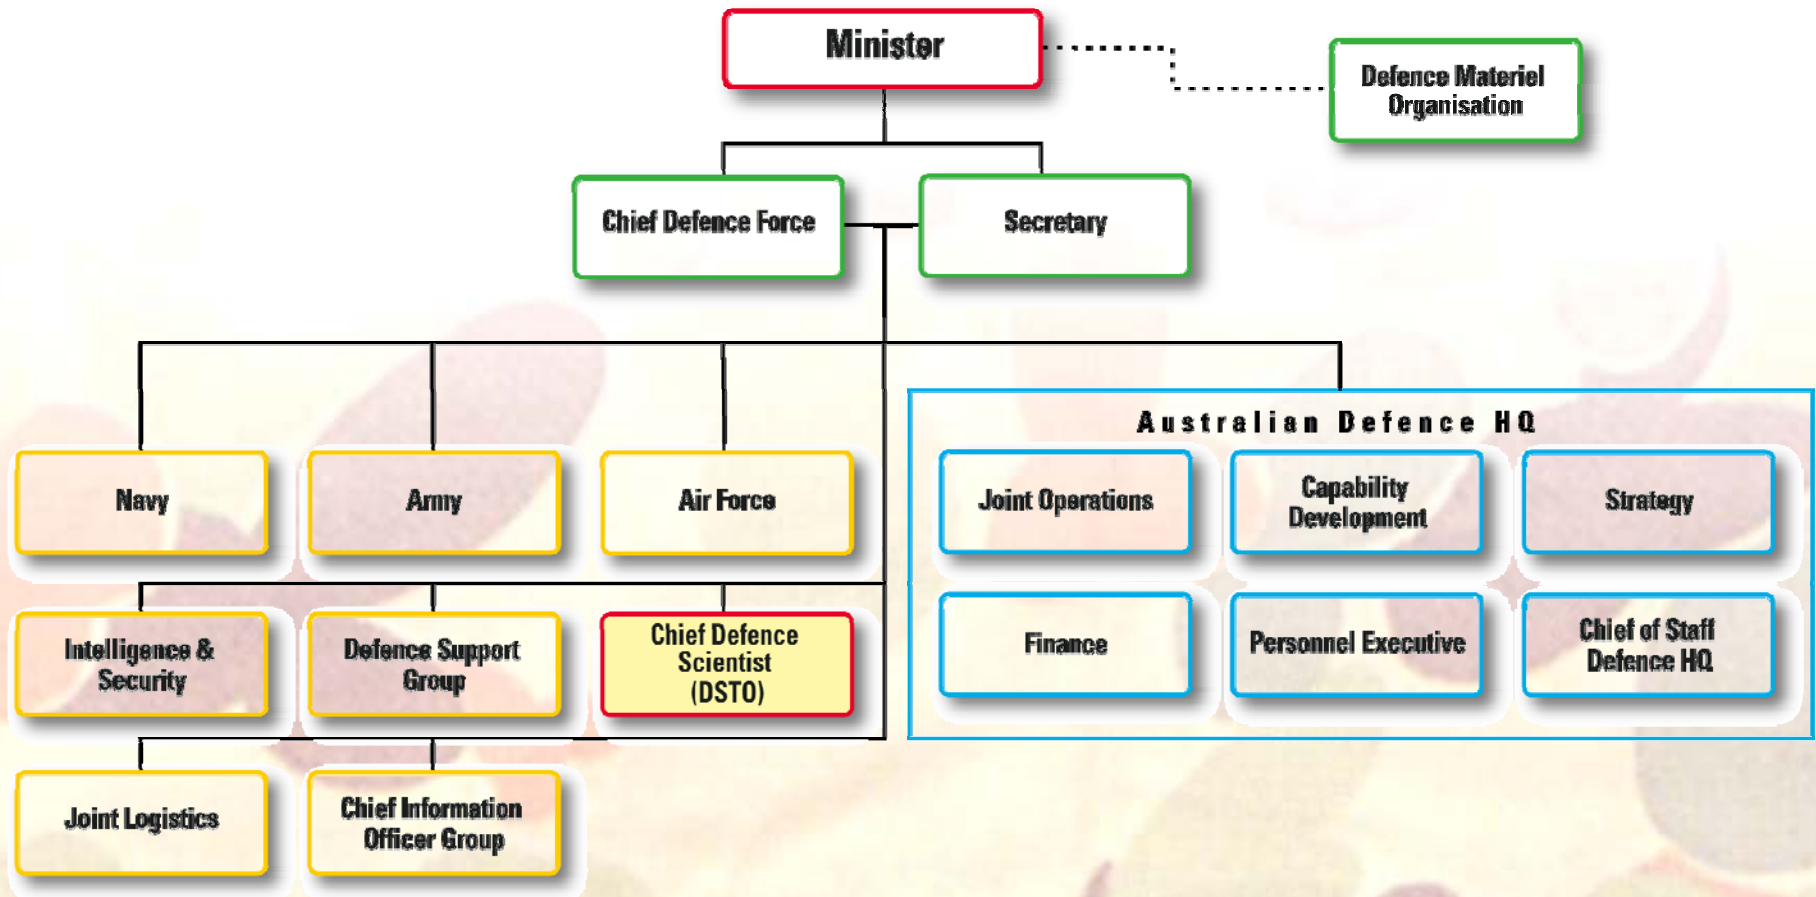 Minister
Defence Materiel
Organisation
Chief Defence Force
Secretary
Australian Defence HQ
Navy
Army
Air Force
Joint Operations
Capability
Development
Strategy
Intelligence &
Security
Defence Support
Group
Chief Defence
Scientist
(DSTO)
Finance
Personnel Executive
Chief of Staff
Defence HQ
Joint Logistics
Chief Information
Officer Group